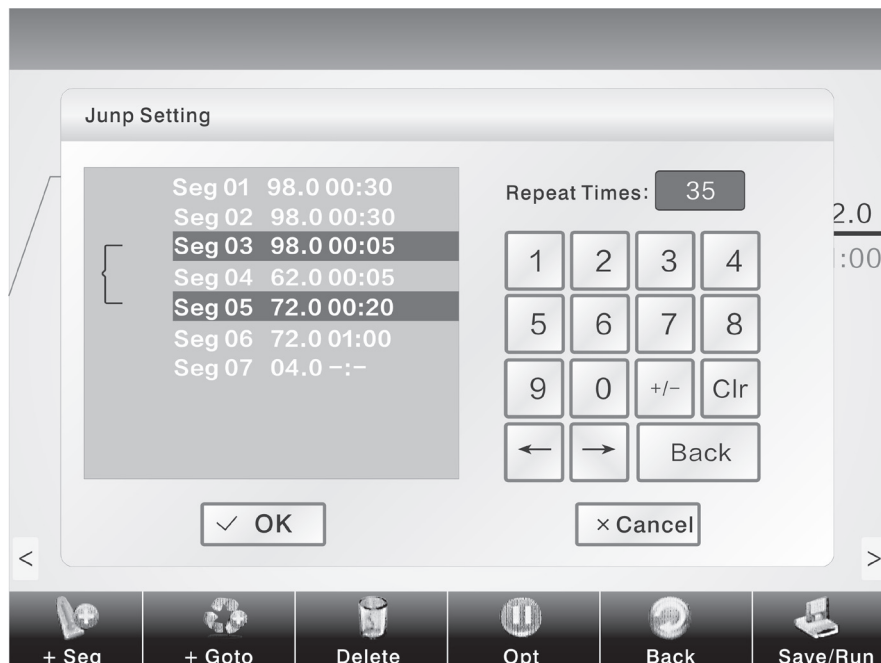 Junp Setting
Seg 01 98.0 00:30
Seg 02 98.0 00:30
Seg 03 98.0 00:05
Seg 04 62.0 00:05
Seg 05 72.0 00:20
Seg 06 72.0 01:00
Seg 07 04.0 –:–
Repeat Times: 35
1 2 3 4
5 6 7 8
9 0 +/− Clr
← → Back
✓ OK
× Cancel
2.0
:00
< >
+ Seg + Goto Delete Opt Back Save/Run